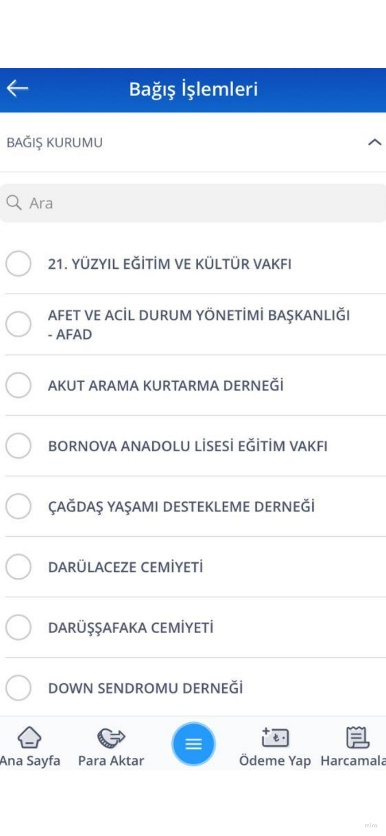 Bağış İşlemleri
BAĞIŞ KURUMU
Ara
21. YÜZYIL EĞİTİM VE KÜLTÜR VAKFI
AFET VE ACİL DURUM YÖNETİMİ BAŞKANLIĞI
- AFAD
AKUT ARAMA KURTARMA DERNEĞİ
BORNOVA ANADOLU LİSESİ EĞİTİM VAKFI
ÇAĞDAŞ YAŞAMI DESTEKLEME DERNEĞİ
DARÜLACEZE CEMİYETİ
DARÜŞŞAFAKA CEMİYETİ
DOWN SENDROMU DERNEĞİ
Ana Sayfa Para Aktar Ödeme Yap Harcamala